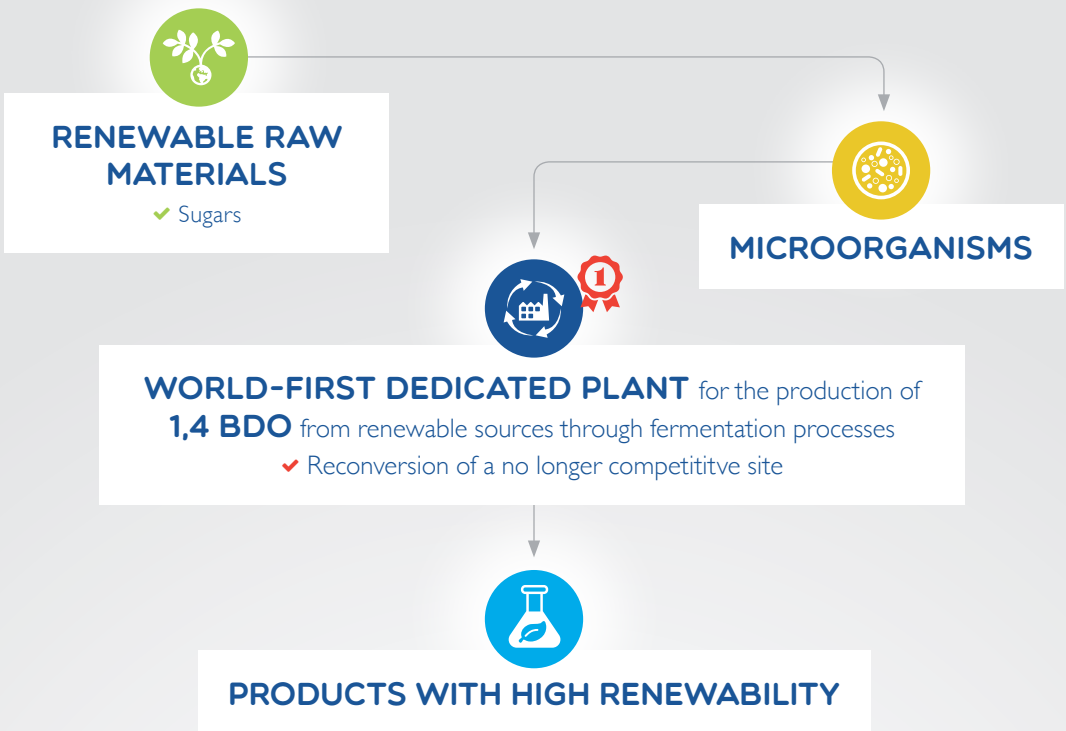 RENEWABLE RAW
MATERIALS
Sugars
MICROORGANISMS
1
WORLD-FIRST DEDICATED PLANT for the production of
1,4 BDO from renewable sources through fermentation processes
Reconversion of a no longer competititve site
PRODUCTS WITH HIGH RENEWABILITY